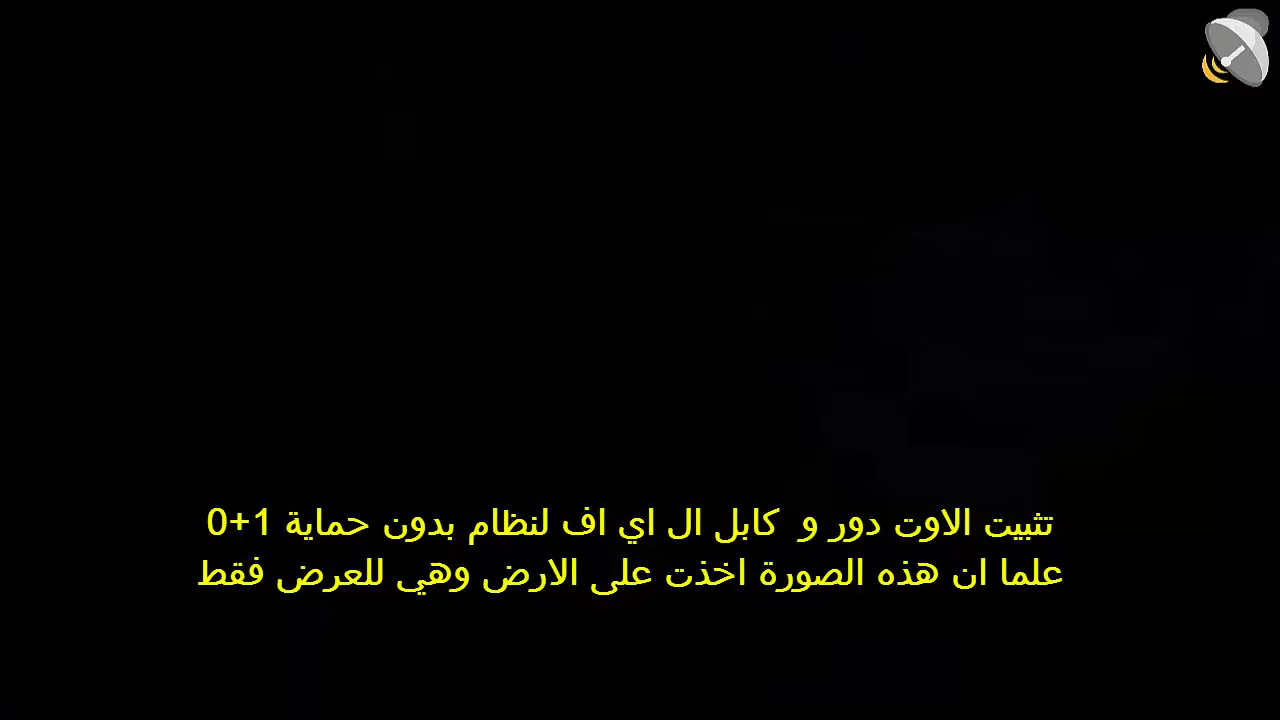 تثبيت الاوت دور و كابل ال اي اف لنظام بدون حماية 1+0
علما ان هذه الصورة اخذت على الارض وهي للعرض فقط